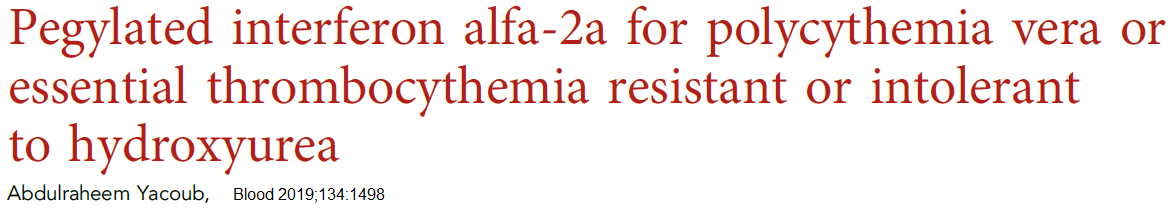 Pegylated interferon alfa-2a for polycythemia vera or
essential thrombocythemia resistant or intolerant
to hydroxyurea
Abdulraheem Yacoub, Blood 2019;134:1498